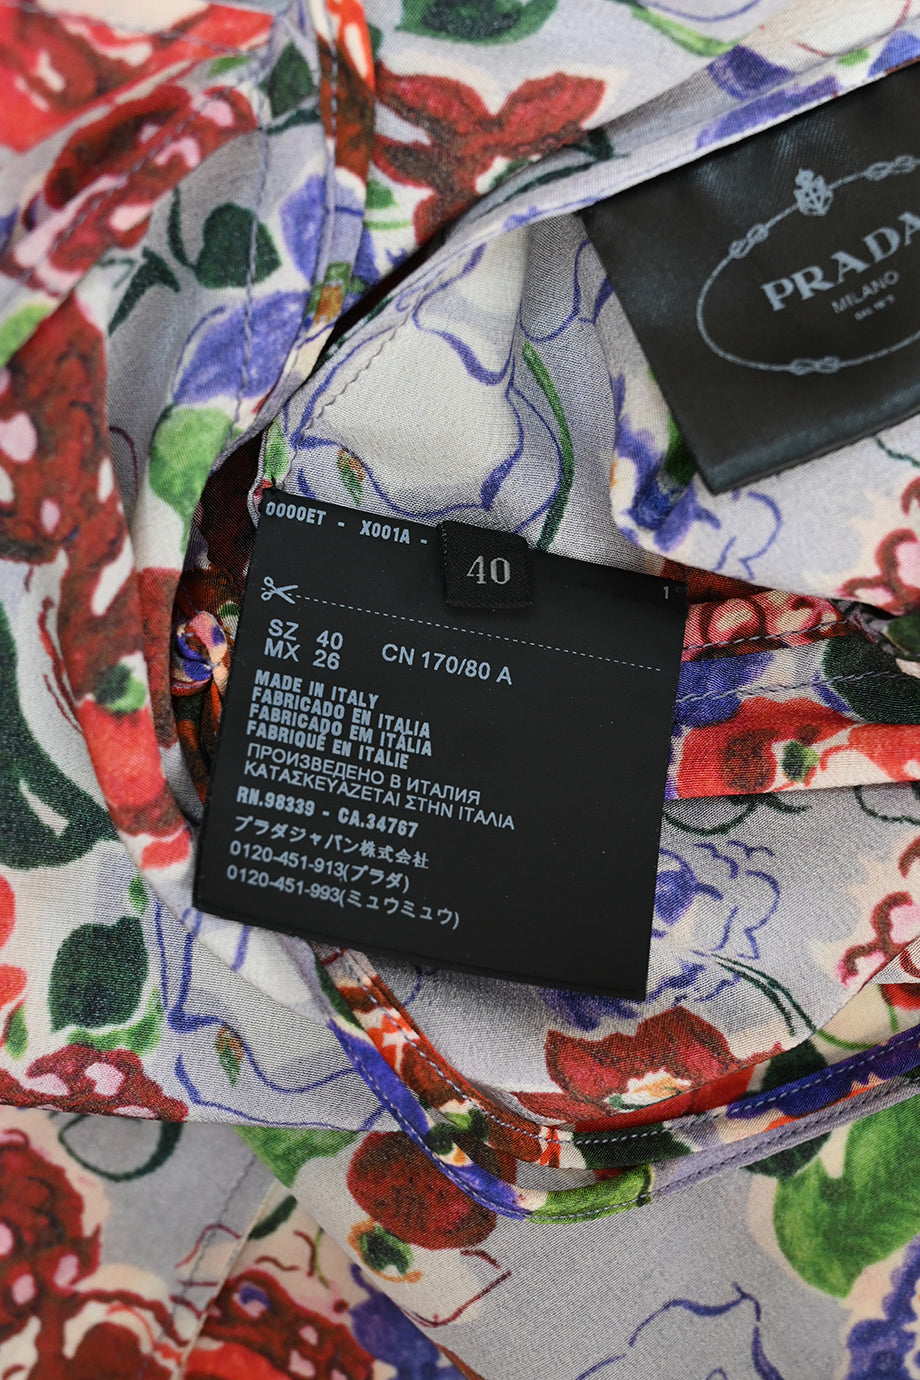 PRADA
MILANO
0000ET - X001A -
40
1
SZ 40
MX 26
CN 170/80 A
MADE IN ITALY
FABRICADO EN ITALIA
FABRICADO EM ITÁLIA
FABRIQUÉ EN ITALIE
ПРОИЗВЕДЕНО В ИТАЛИЯ
ΚΑΤΑΣΚΕΥΑΖΕΤΑΙ ΣΤΗΝ ITALIA
RN.98339 - CA.34767
プラダジャパン株式会社
0120-451-913(プラダ)
0120-451-993(ミュウミュウ)